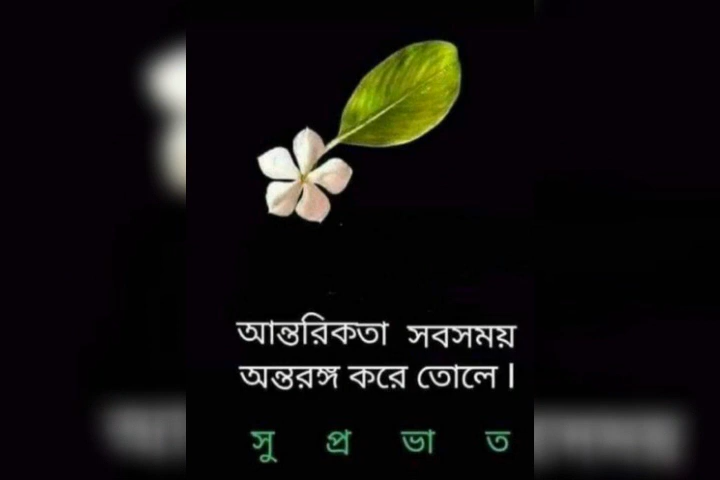 আন্তরিকতা সবসময়
অন্তরঙ্গ করে তোলে।
সু প্র ভা ত